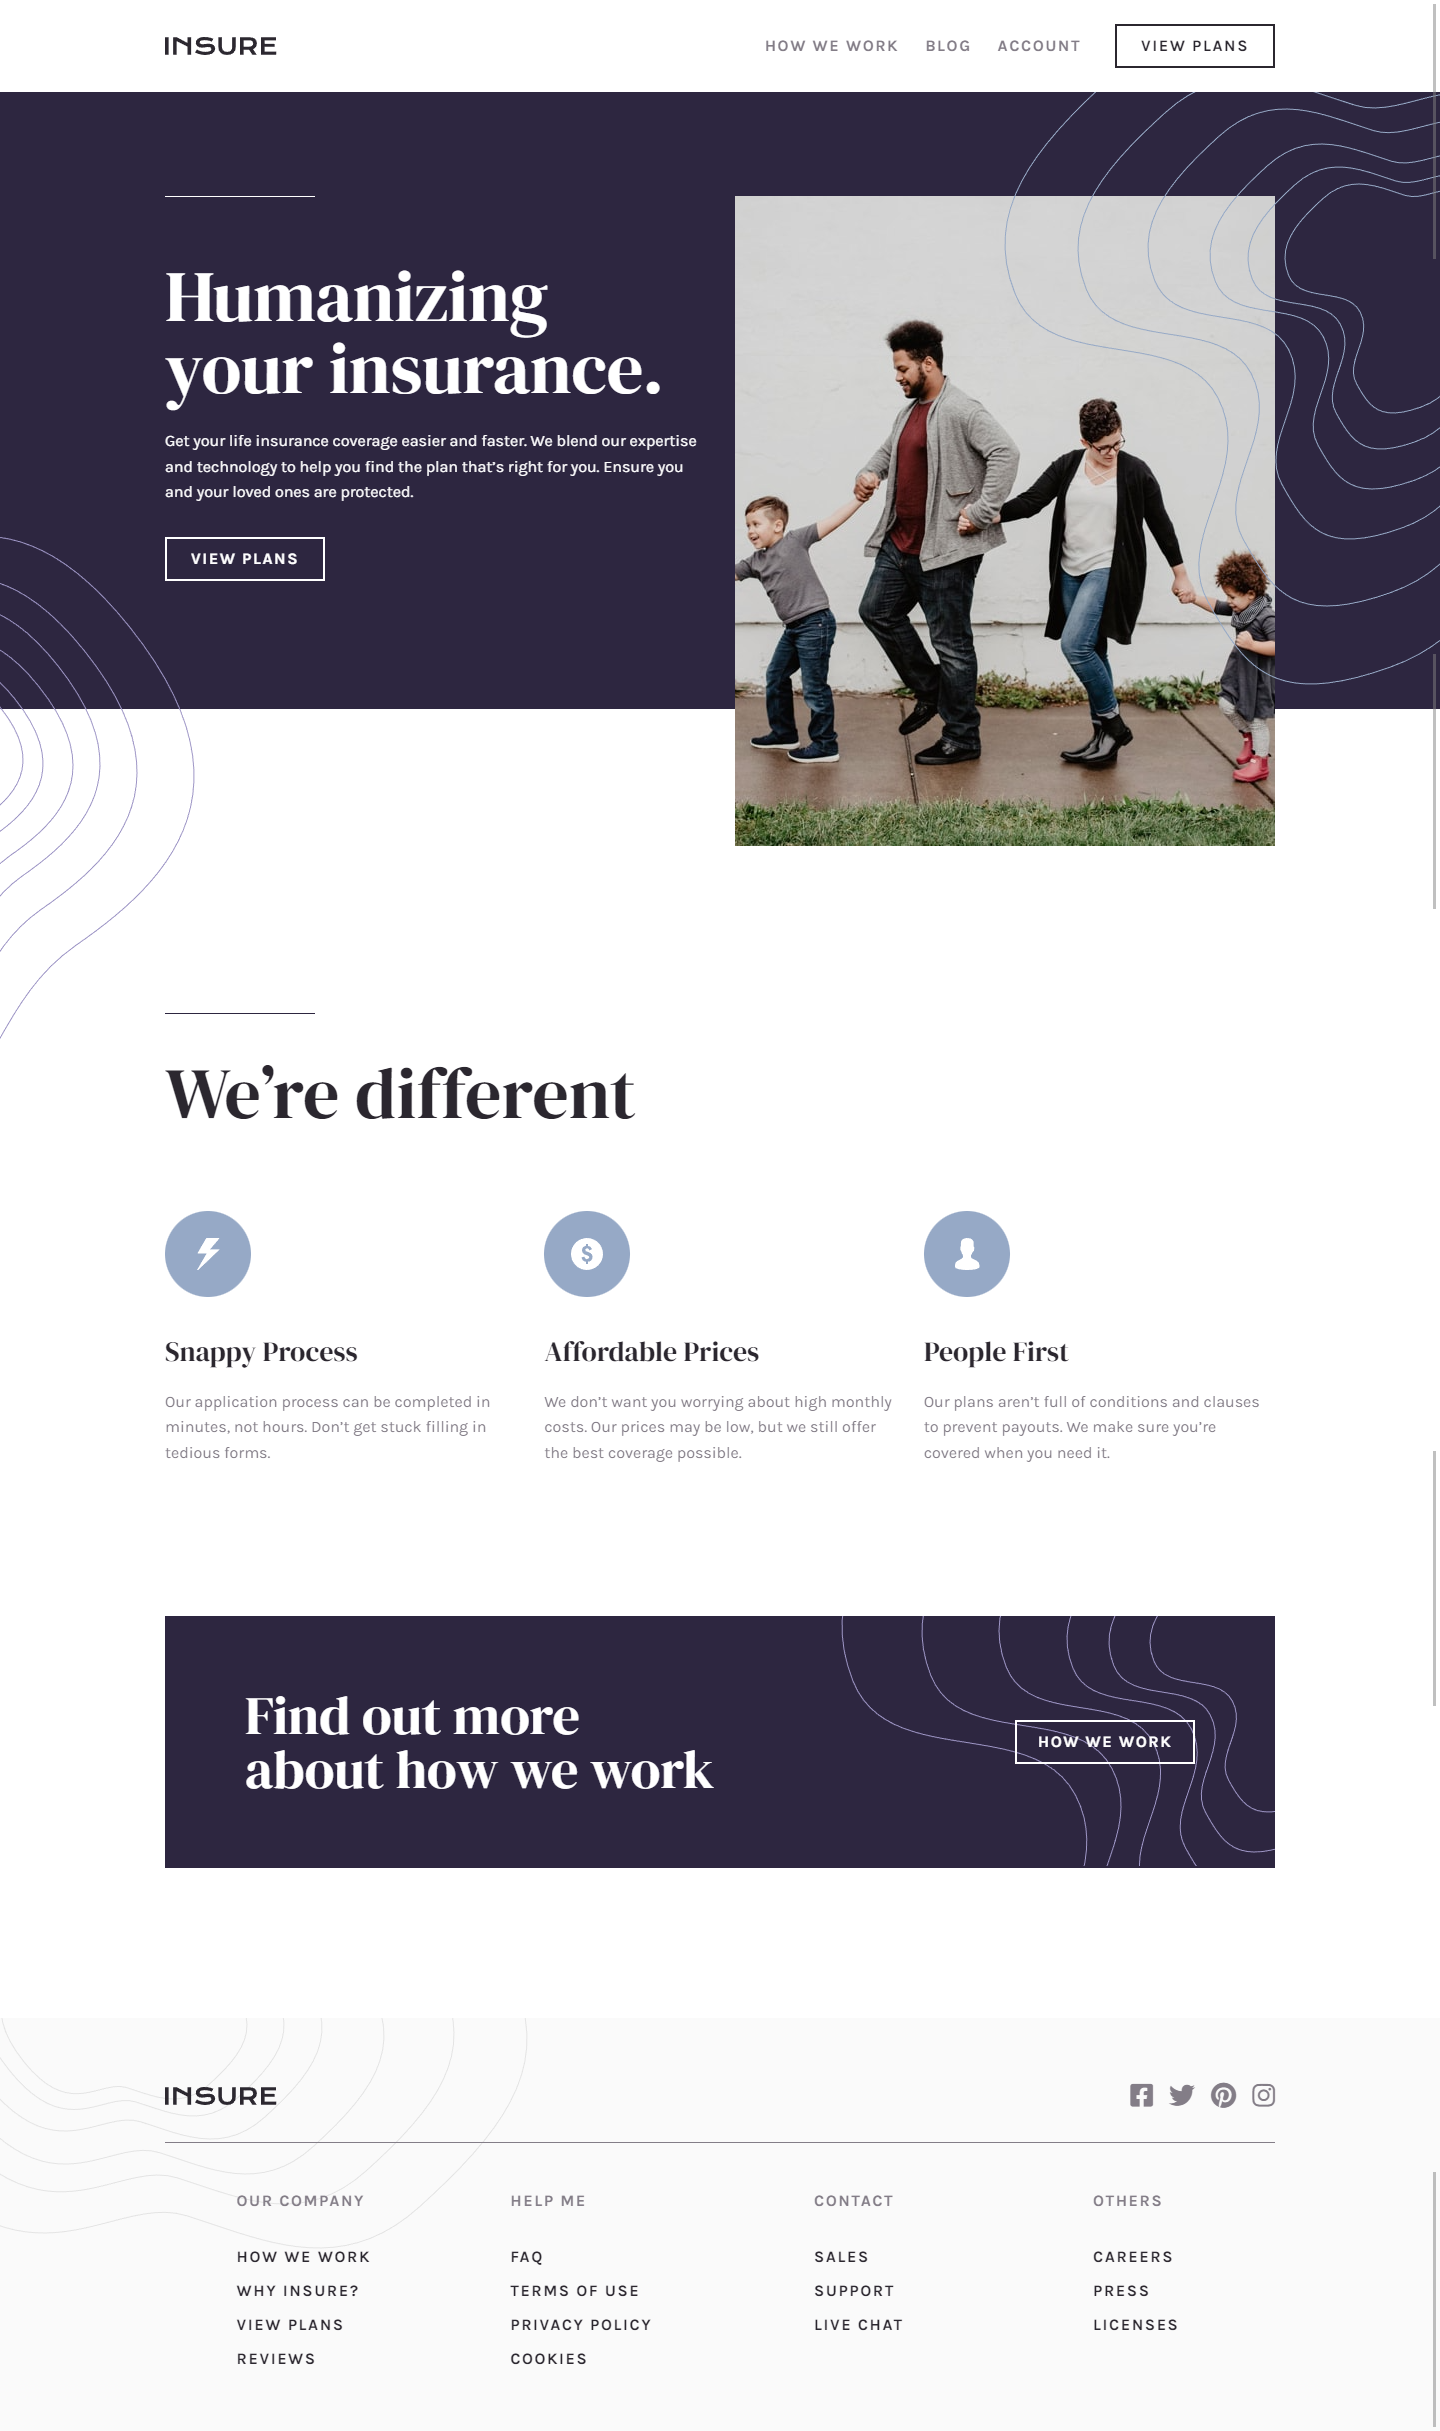 INSURE
HOW WE WORK BLOG ACCOUNT VIEW PLANS
Humanizing
your insurance.
Get your life insurance coverage easier and faster. We blend our expertise
and technology to help you find the plan that’s right for you. Ensure you
and your loved ones are protected.
VIEW PLANS
We’re different
Snappy Process
Our application process can be completed in
minutes, not hours. Don’t get stuck filling in
tedious forms.
Affordable Prices
We don’t want you worrying about high monthly
costs. Our prices may be low, but we still offer
the best coverage possible.
People First
Our plans aren’t full of conditions and clauses
to prevent payouts. We make sure you’re
covered when you need it.
Find out more
about how we work
HOW WE WORK
INSURE
OUR COMPANY
HOW WE WORK
WHY INSURE?
VIEW PLANS
REVIEWS
HELP ME
FAQ
TERMS OF USE
PRIVACY POLICY
COOKIES
CONTACT
SALES
SUPPORT
LIVE CHAT
OTHERS
CAREERS
PRESS
LICENSES